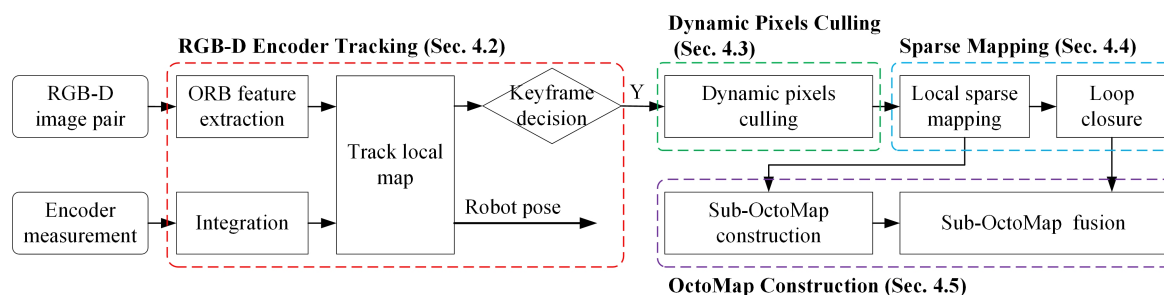 RGB-D Encoder Tracking (Sec. 4.2)
Dynamic Pixels Culling
(Sec. 4.3)
Sparse Mapping (Sec. 4.4)
RGB-D
image pair
ORB feature
extraction
Track local
map
Keyframe
decision
Y
Dynamic pixels
culling
Local sparse
mapping
Loop
closure
Encoder
measurement
Integration
Robot pose
Sub-OctoMap
construction
Sub-OctoMap fusion
OctoMap Construction (Sec. 4.5)